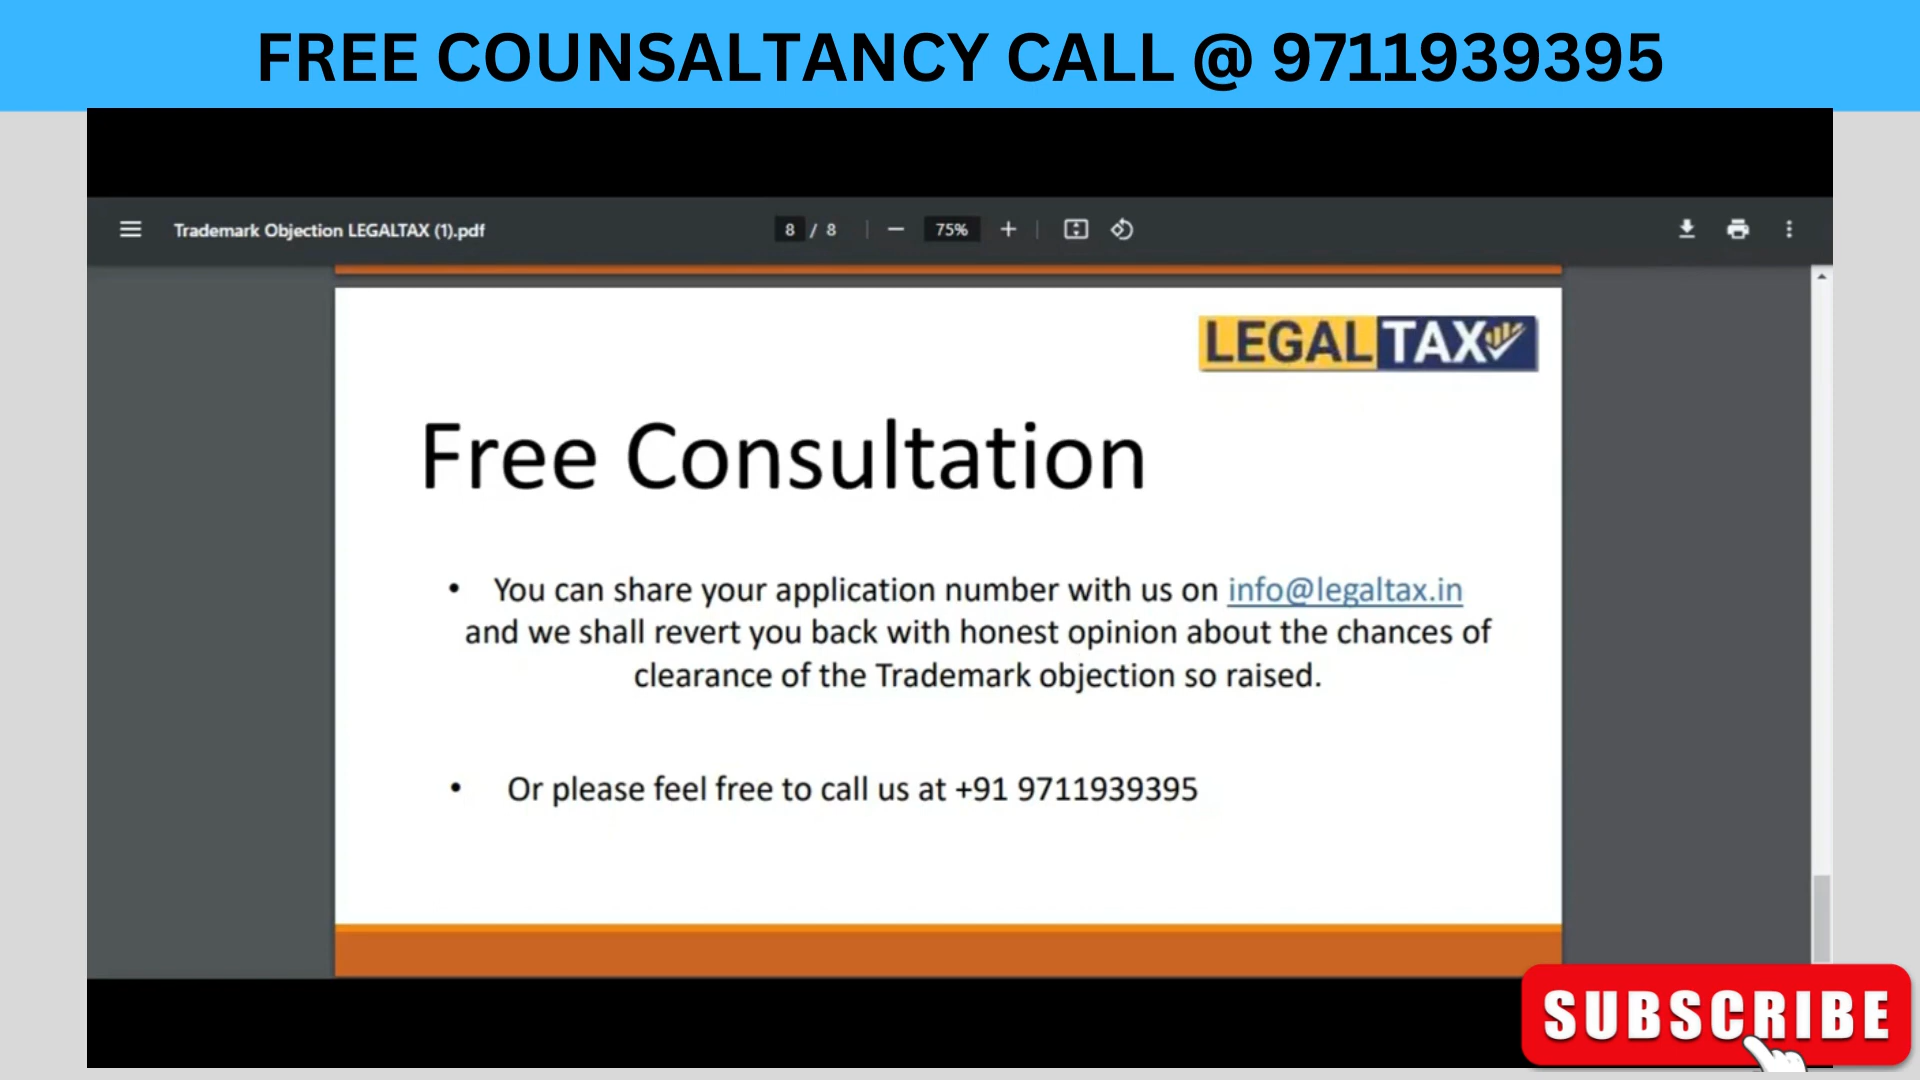 FREE COUNSALTANCY CALL @ 9711939395
Trademark Objection LEGALTAX (1).pdf
8 / 8
75%
LEGALTAX
Free Consultation
• You can share your application number with us on info@legaltax.in
and we shall revert you back with honest opinion about the chances of
clearance of the Trademark objection so raised.
• Or please feel free to call us at +91 9711939395
SUBSCRIBE